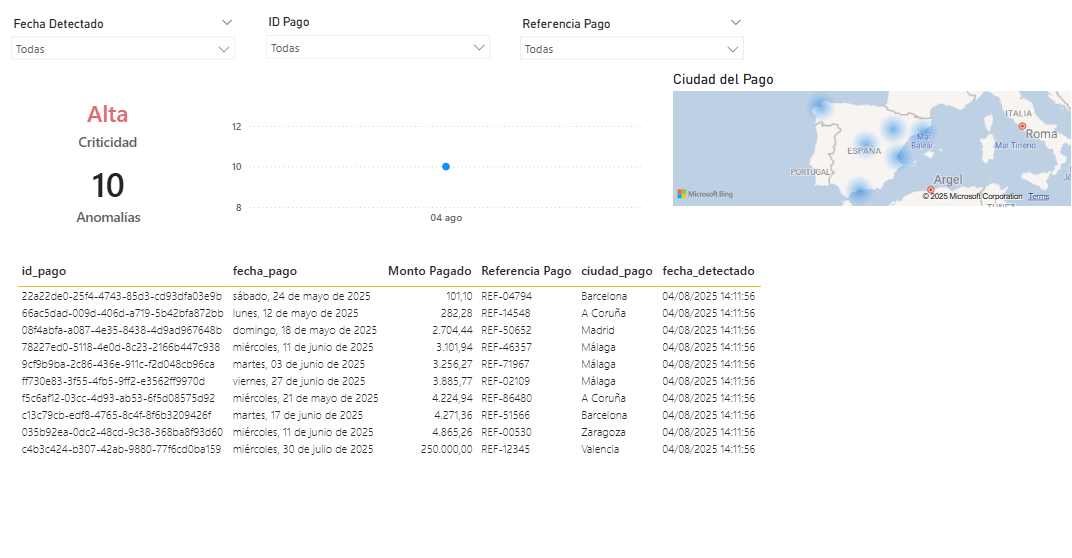 Fecha Detectado
Todas
ID Pago
Todas
Referencia Pago
Todas
Alta
Criticidad
10
Anomalías
12
10
8
04 ago
Ciudad del Pago
ITALIA
Roma
Mar Tirreno
Mar
Balear
ESPAÑA
PORTUGAL
Argel
Microsoft Bing
© 2025 Microsoft Corporation Terms
id_pago fecha_pago Monto Pagado Referencia Pago ciudad_pago fecha_detectado
22a22de0-25f4-4743-85d3-cd93dfa03e9b sábado, 24 de mayo de 2025 101,10 REF-04794 Barcelona 04/08/2025 14:11:56
66ac5dad-009d-406d-a719-5b42bfa872bb lunes, 12 de mayo de 2025 282,28 REF-14548 A Coruña 04/08/2025 14:11:56
08f4abfa-a087-4e35-8438-4d9ad967648b domingo, 18 de mayo de 2025 2.704,44 REF-50652 Madrid 04/08/2025 14:11:56
78227ed0-5118-4e0d-8c23-2166b447c938 miércoles, 11 de junio de 2025 3.101,94 REF-46357 Málaga 04/08/2025 14:11:56
9cf9b9ba-2c86-436e-911c-f2d048cb96ca martes, 03 de junio de 2025 3.256,27 REF-71967 Málaga 04/08/2025 14:11:56
ff730e83-3f55-4fb5-9ff2-e3562ff9970d viernes, 27 de junio de 2025 3.885,77 REF-02109 Málaga 04/08/2025 14:11:56
f5c6af12-03cc-4d93-ab53-6f5d08575d92 miércoles, 21 de mayo de 2025 4.224,94 REF-86480 A Coruña 04/08/2025 14:11:56
c13c79cb-edf8-4765-8c4f-8f6b3209426f martes, 17 de junio de 2025 4.271,36 REF-51566 Barcelona 04/08/2025 14:11:56
035b92ea-0dc2-48cd-9c38-368ba8f93d60 miércoles, 11 de junio de 2025 4.865,26 REF-00530 Zaragoza 04/08/2025 14:11:56
c4b3c424-b307-42ab-9880-77f6cd0ba159 miércoles, 30 de julio de 2025 250.000,00 REF-12345 Valencia 04/08/2025 14:11:56